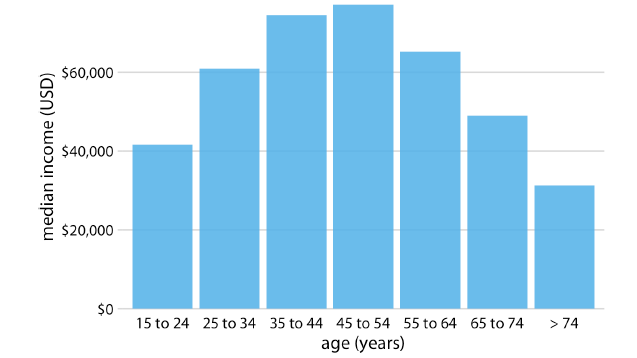 median income (USD)
$60,000
$40,000
$20,000
$0
15 to 24 25 to 34 35 to 44 45 to 54 55 to 64 65 to 74 > 74
age (years)